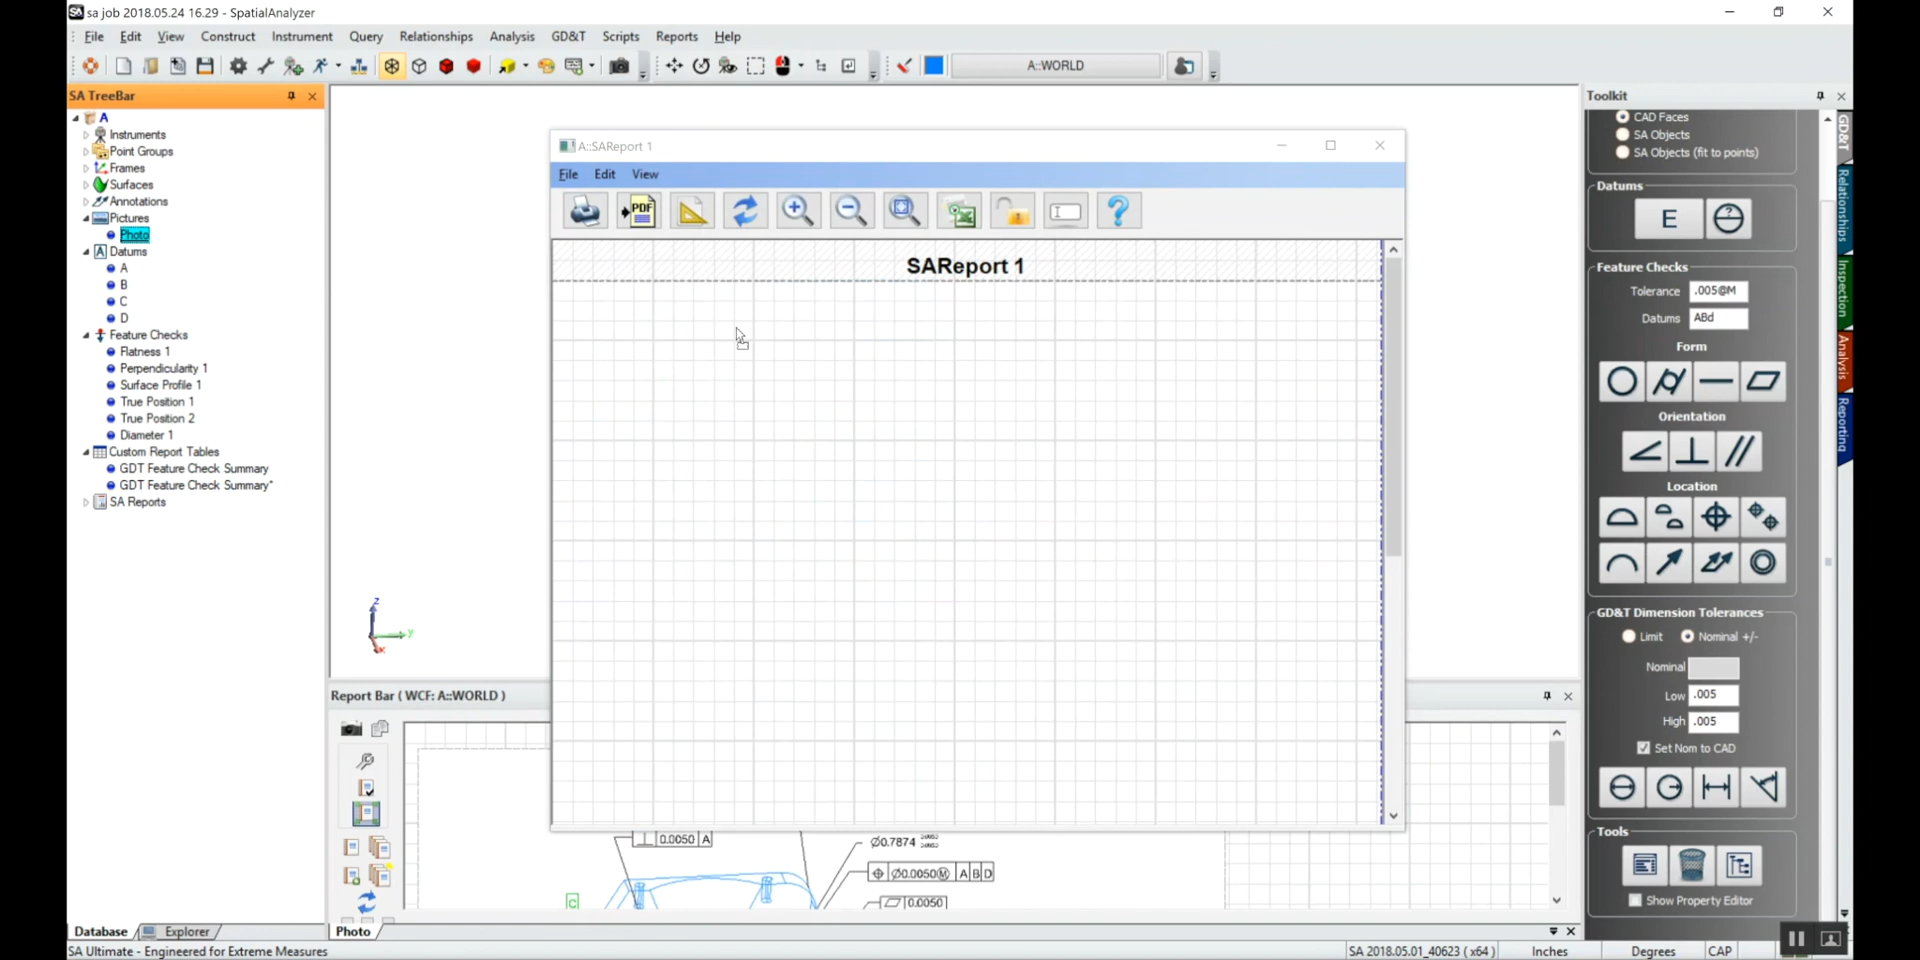 SA sa job 2018.05.24 16.29 - SpatialAnalyzer
File Edit View Construct Instrument Query Relationships Analysis GD&T Scripts Reports Help
A::WORLD
SA TreeBar
A
Instruments
Point Groups
Frames
Surfaces
Annotations
Pictures
Photo
A Datums
A
B
C
D
Feature Checks
Flatness 1
Perpendicularity 1
Surface Profile 1
True Position 1
True Position 2
Diameter 1
Custom Report Tables
GDT Feature Check Summary
GDT Feature Check Summary*
SA Reports
Database Explorer
z
y
x
A::SAReport 1
File Edit View
PDF
?
SAReport 1
Report Bar ( WCF: A::WORLD )
0.0050 A
Ø0.7874
Ø0.0050Ⓜ A B D
0.0050
C
Photo
Toolkit
CAD Faces
SA Objects
SA Objects (fit to points)
Datums
E
?
Feature Checks
Tolerance .005@M
Datums ABd
Form
Orientation
Location
GD&T Dimension Tolerances
Limit Nominal +/-
Nominal
Low .005
High .005
Set Nom to CAD
Tools
Show Property Editor
GD&T
Relationships
Inspection
Analysis
Reporting
SA Ultimate - Engineered for Extreme Measures
SA 2018.05.01_40623 ( x64 ) Inches Degrees CAP